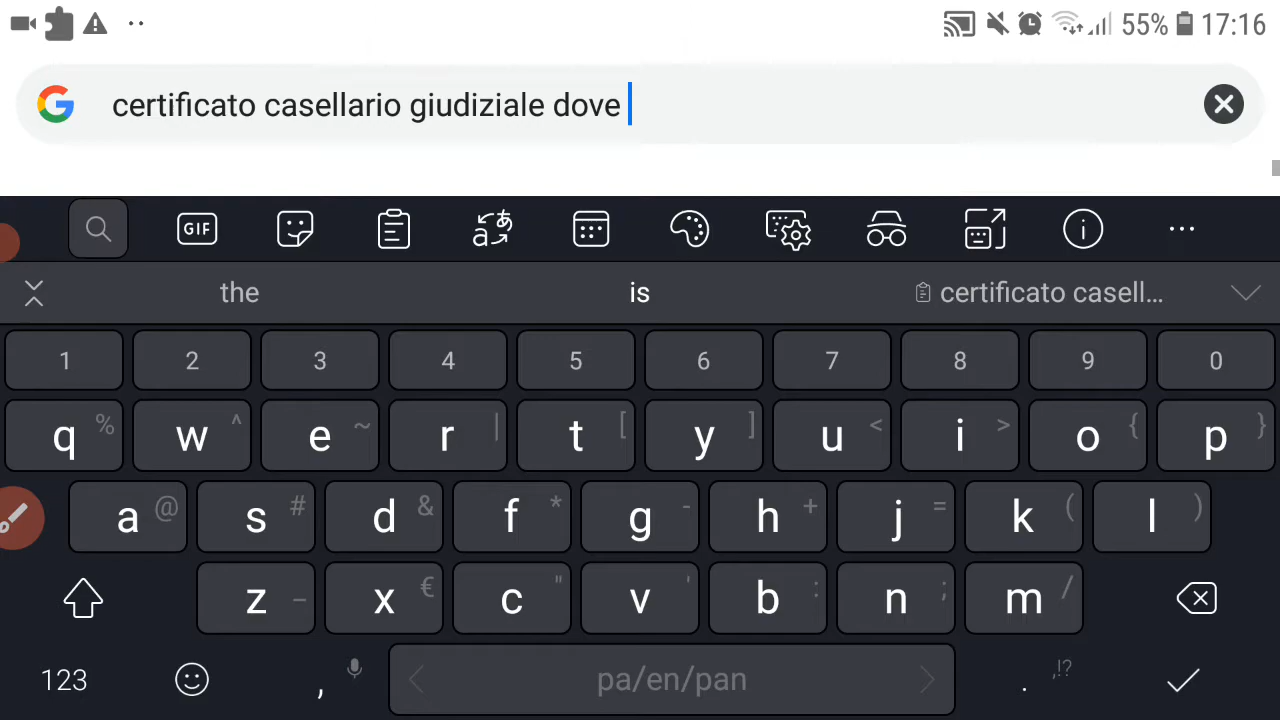 55% 17:16
certificato casellario giudiziale dove
GIF
the is certificato casell...
1 2 3 4 5 6 7 8 9 0
q % w ^ e ~ r | t [ y ] u < i > o { p }
a @ s # d & f * g - h + j = k ( l )
z _ x € c " v ' b : n ; m /
123 , pa/en/pan . ,!?